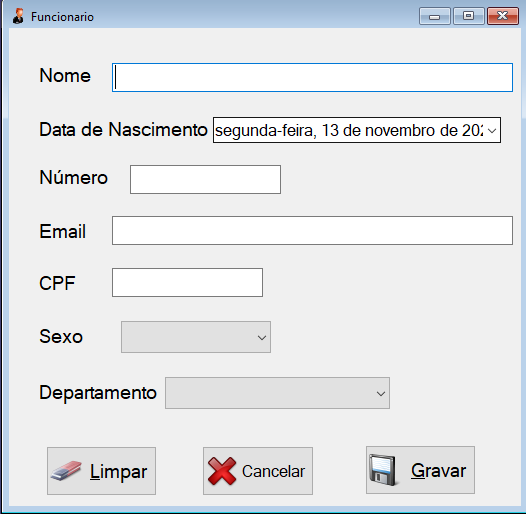 Funcionario
Nome
Data de Nascimento segunda-feira, 13 de novembro de 202
Número
Email
CPF
Sexo
Departamento
Limpar Cancelar Gravar